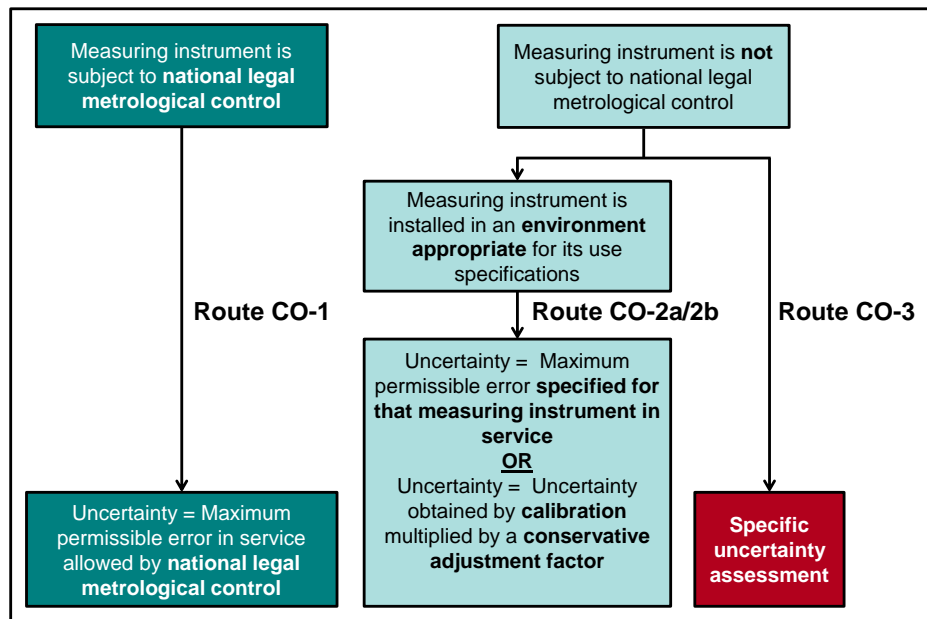 Measuring instrument is
subject to national legal
metrological control
Measuring instrument is not
subject to national legal
metrological control
Measuring instrument is
installed in an environment
appropriate for its use
specifications
Route CO-1
Route CO-2a/2b
Route CO-3
Uncertainty = Maximum
permissible error specified for
that measuring instrument in
service
OR
Uncertainty = Uncertainty
obtained by calibration
multiplied by a conservative
adjustment factor
Uncertainty = Maximum
permissible error in service
allowed by national legal
metrological control
Specific
uncertainty
assessment